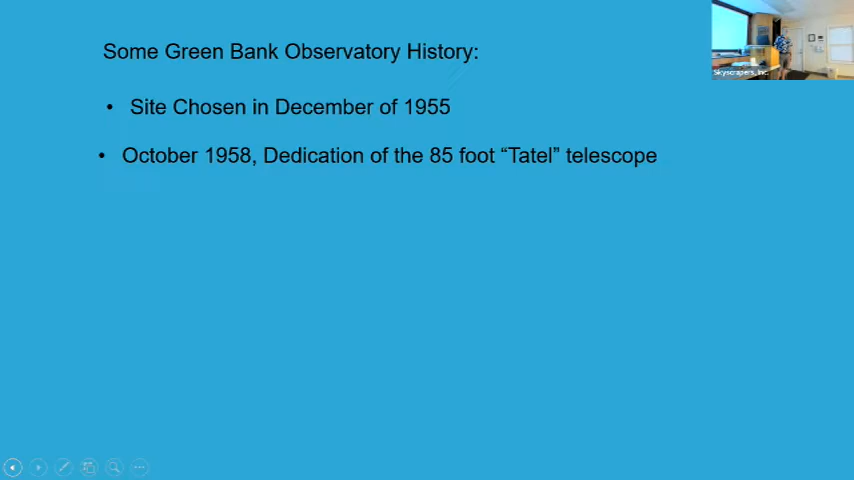 Some Green Bank Observatory History:
• Site Chosen in December of 1955
• October 1958, Dedication of the 85 foot “Tatel” telescope
Skyscrapers, Inc.